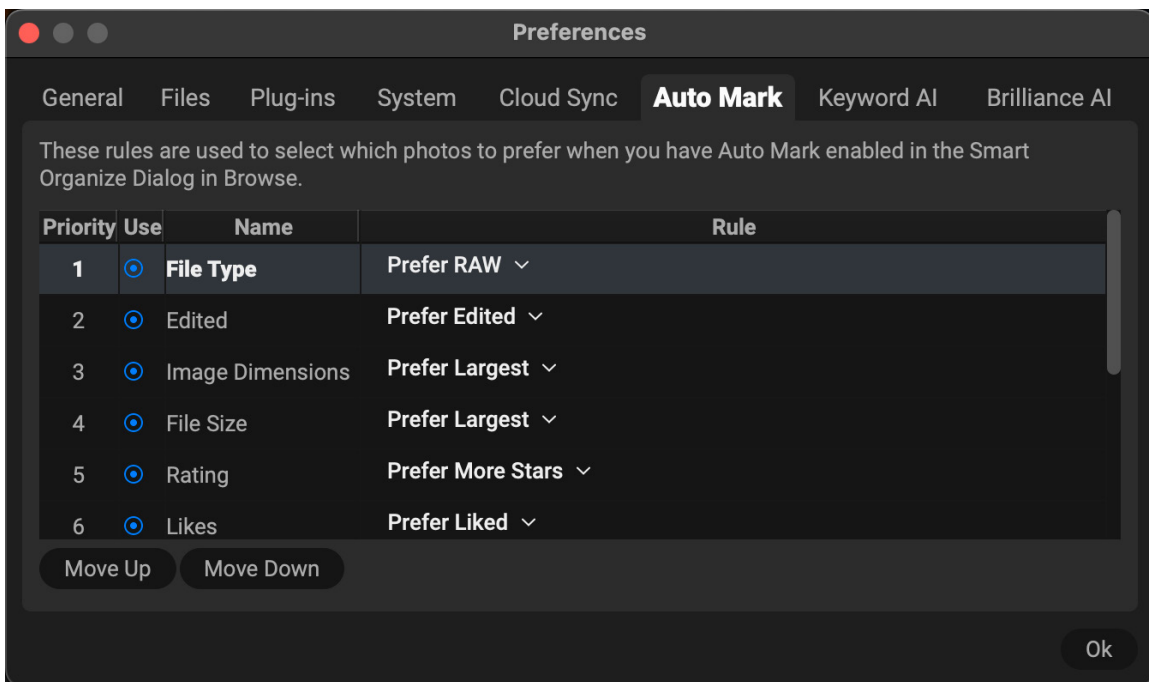 Preferences
General Files Plug-ins System Cloud Sync Auto Mark Keyword AI Brilliance AI
These rules are used to select which photos to prefer when you have Auto Mark enabled in the Smart
Organize Dialog in Browse.
Priority Use Name Rule
1 File Type Prefer RAW
2 Edited Prefer Edited
3 Image Dimensions Prefer Largest
4 File Size Prefer Largest
5 Rating Prefer More Stars
6 Likes Prefer Liked
Move Up Move Down
Ok